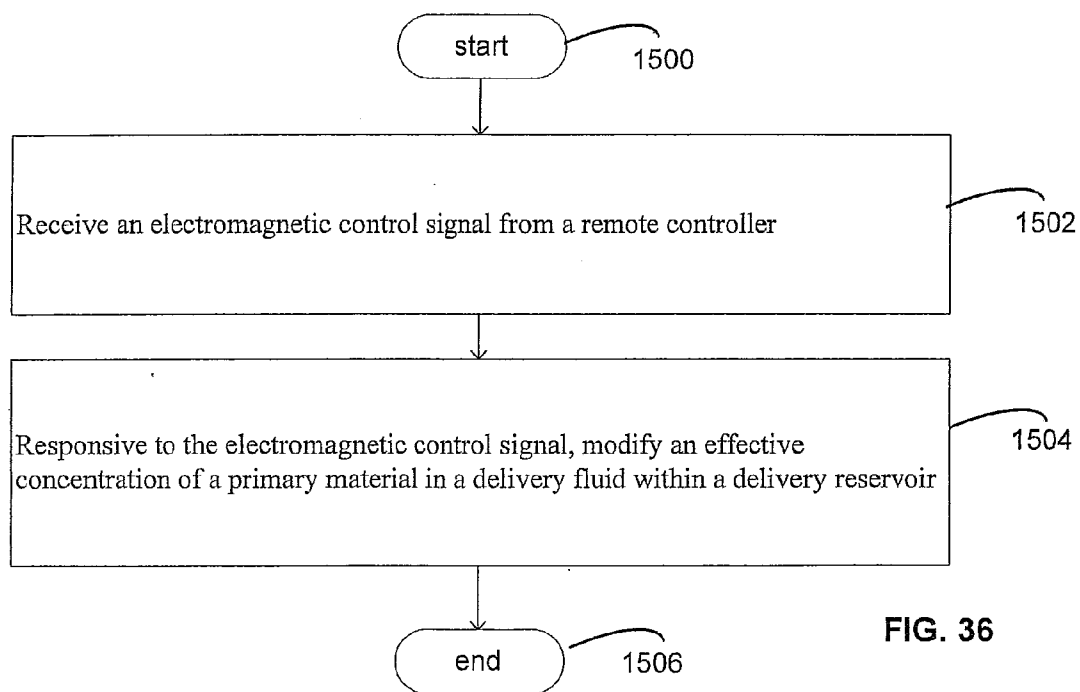 start
1500
Receive an electromagnetic control signal from a remote controller
1502
Responsive to the electromagnetic control signal, modify an effective
concentration of a primary material in a delivery fluid within a delivery reservoir
1504
end
1506
FIG. 36